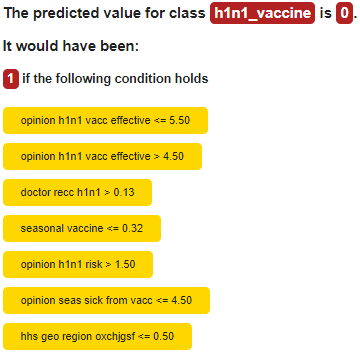 The predicted value for class h1n1_vaccine is 0.
It would have been:
1 if the following condition holds
opinion h1n1 vacc effective <= 5.50
opinion h1n1 vacc effective > 4.50
doctor recc h1n1 > 0.13
seasonal vaccine <= 0.32
opinion h1n1 risk > 1.50
opinion seas sick from vacc <= 4.50
hhs geo region oxchjgsf <= 0.50